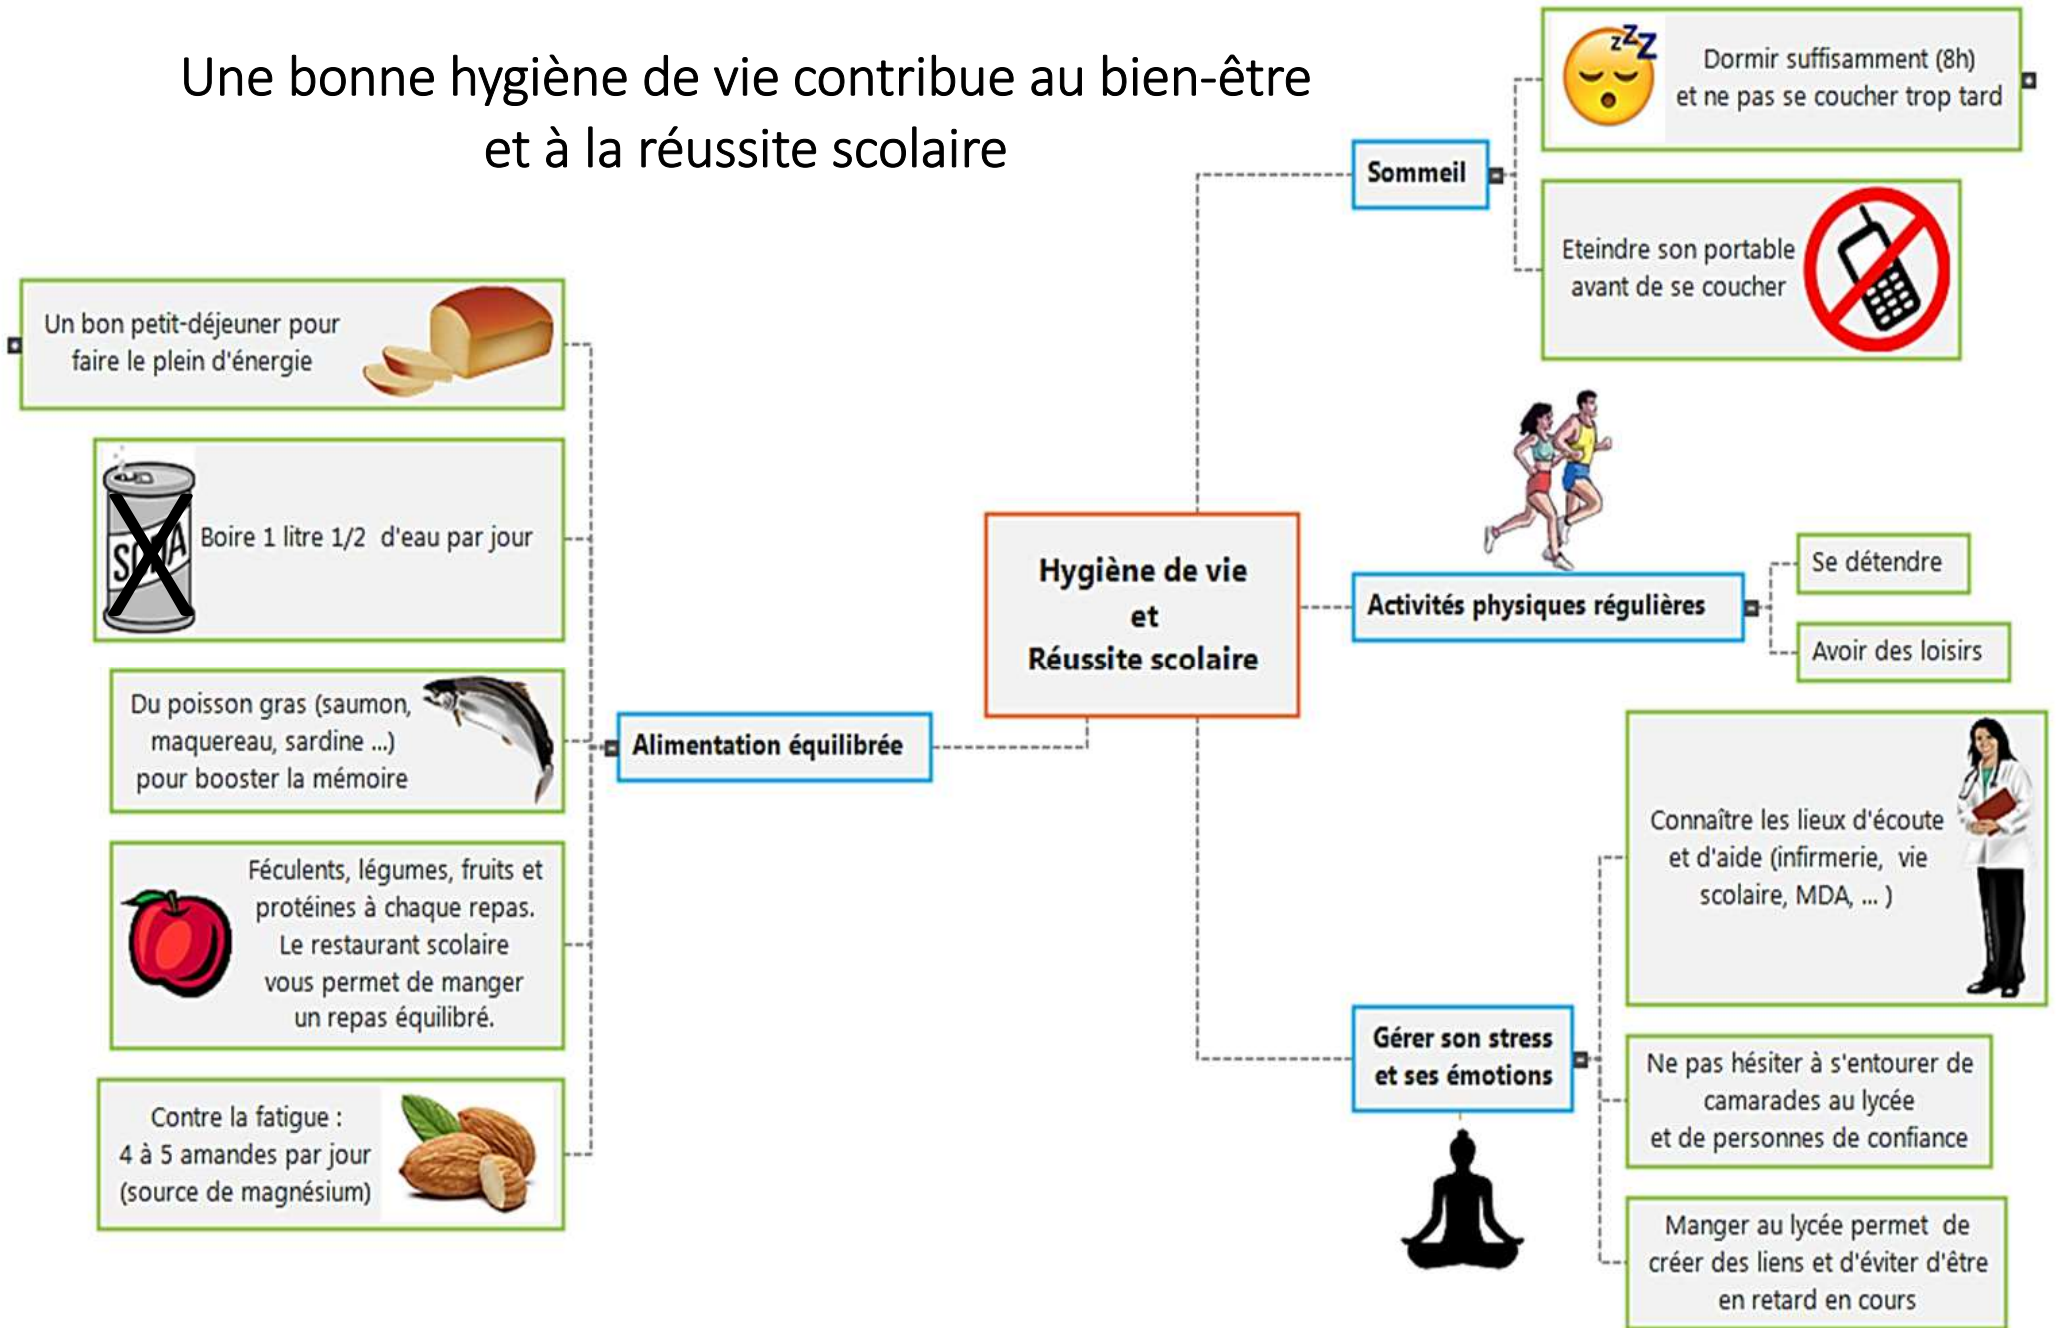 Une bonne hygiène de vie contribue au bien-être
et à la réussite scolaire
zzZ
Dormir suffisamment (8h)
et ne pas se coucher trop tard
Sommeil
Eteindre son portable
avant de se coucher
Un bon petit-déjeuner pour
faire le plein d'énergie
SODA
Boire 1 litre 1/2 d'eau par jour
Du poisson gras (saumon,
maquereau, sardine ...)
pour booster la mémoire
Alimentation équilibrée
Féculents, légumes, fruits et
protéines à chaque repas.
Le restaurant scolaire
vous permet de manger
un repas équilibré.
Contre la fatigue :
4 à 5 amandes par jour
(source de magnésium)
Hygiène de vie
et
Réussite scolaire
Activités physiques régulières
Se détendre
Avoir des loisirs
Connaître les lieux d'écoute
et d'aide (infirmerie, vie
scolaire, MDA, ... )
Gérer son stress
et ses émotions
Ne pas hésiter à s'entourer de
camarades au lycée
et de personnes de confiance
Manger au lycée permet de
créer des liens et d'éviter d'être
en retard en cours